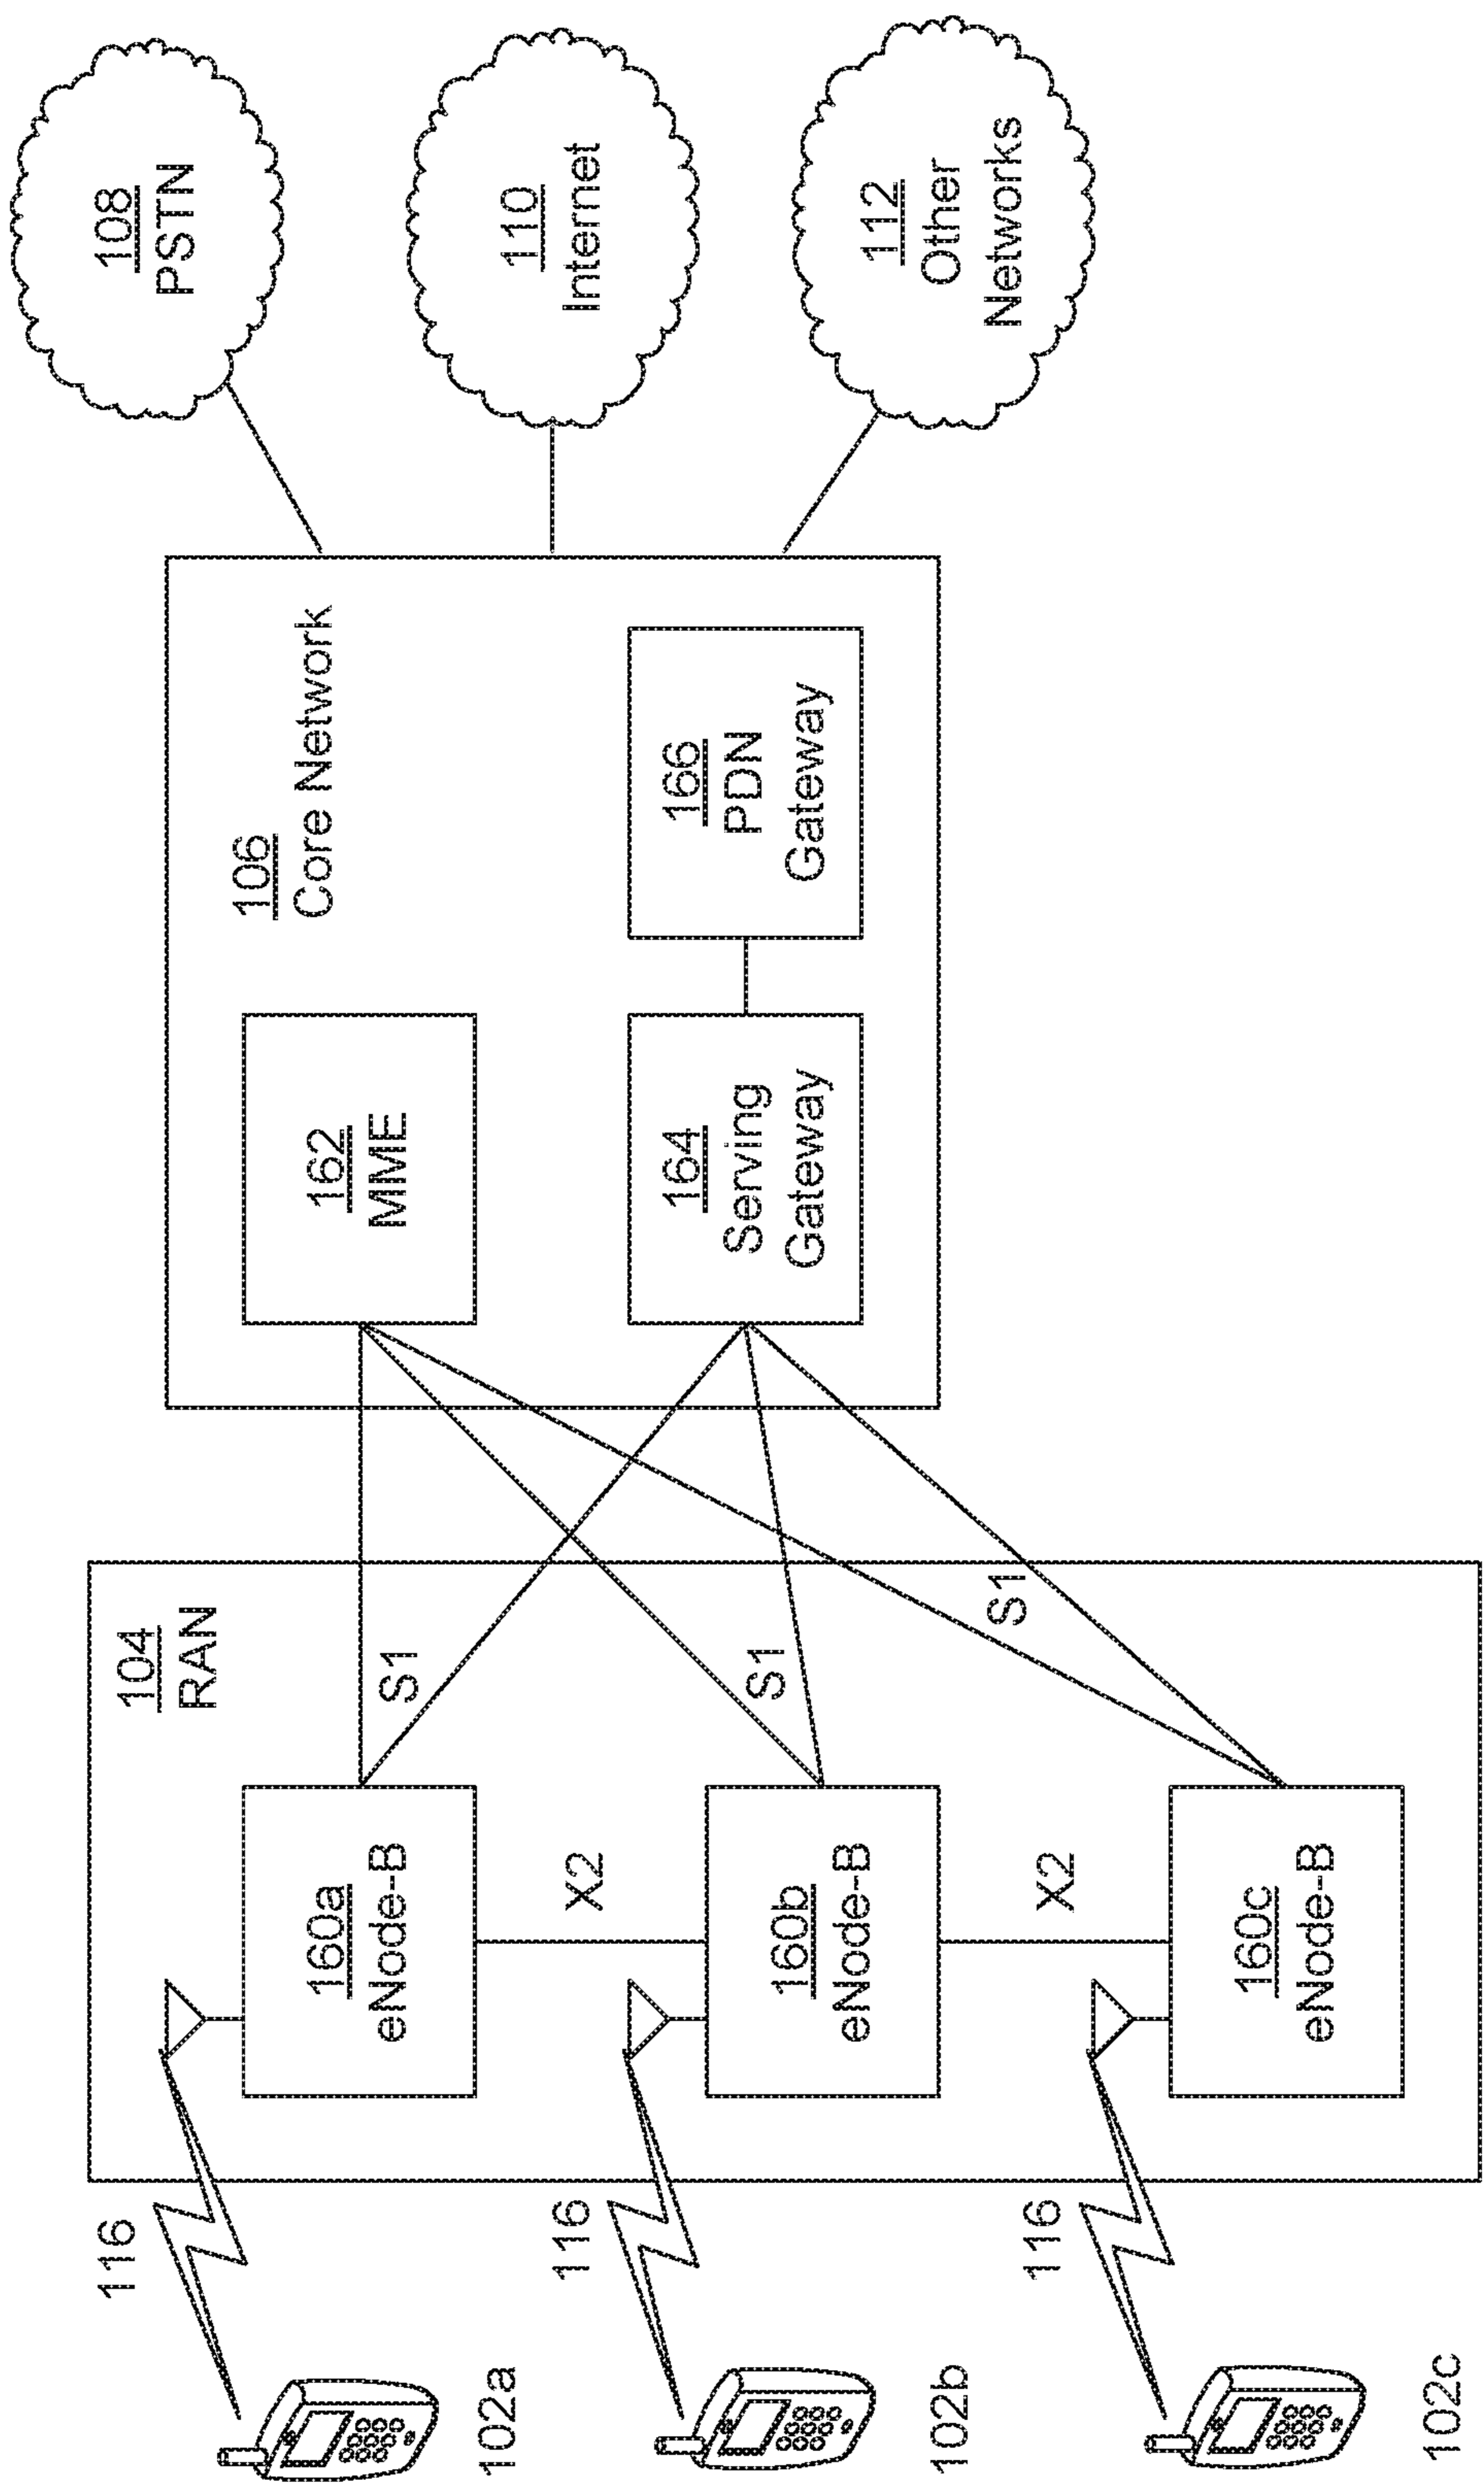 116
102a
104
RAN
160a
eNode-B
S1
X2
116
102b
160b
eNode-B
S1
X2
116
102c
160c
eNode-B
S1
106
Core Network
162
MME
164
Serving
Gateway
166
PDN
Gateway
108
PSTN
110
Internet
112
Other
Networks